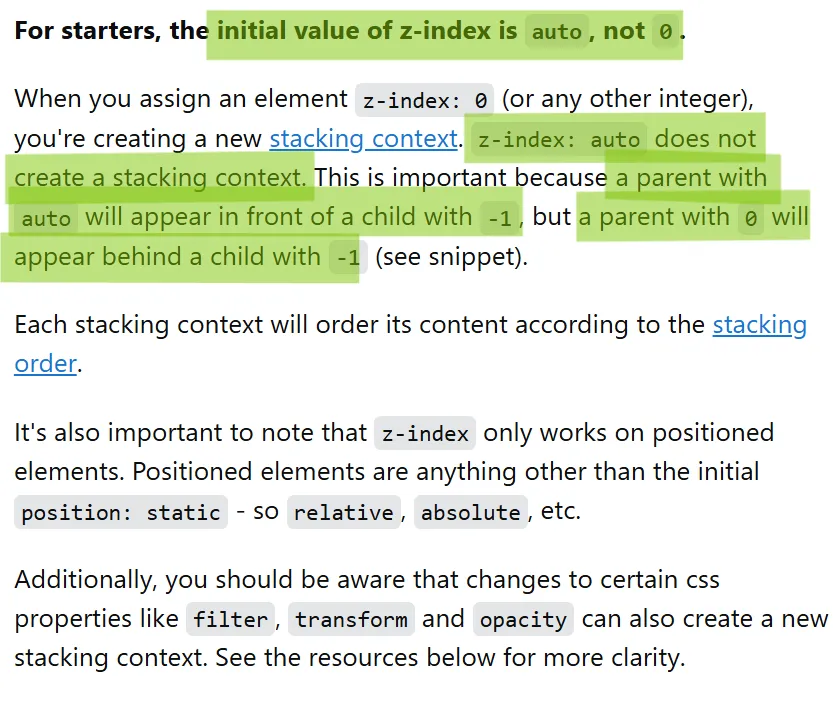 For starters, the initial value of z-index is auto, not 0.
When you assign an element z-index: 0 (or any other integer),
you're creating a new stacking context. z-index: auto does not
create a stacking context. This is important because a parent with
auto will appear in front of a child with -1, but a parent with 0 will
appear behind a child with -1 (see snippet).
Each stacking context will order its content according to the stacking
order.
It's also important to note that z-index only works on positioned
elements. Positioned elements are anything other than the initial
position: static - so relative, absolute, etc.
Additionally, you should be aware that changes to certain css
properties like filter, transform and opacity can also create a new
stacking context. See the resources below for more clarity.